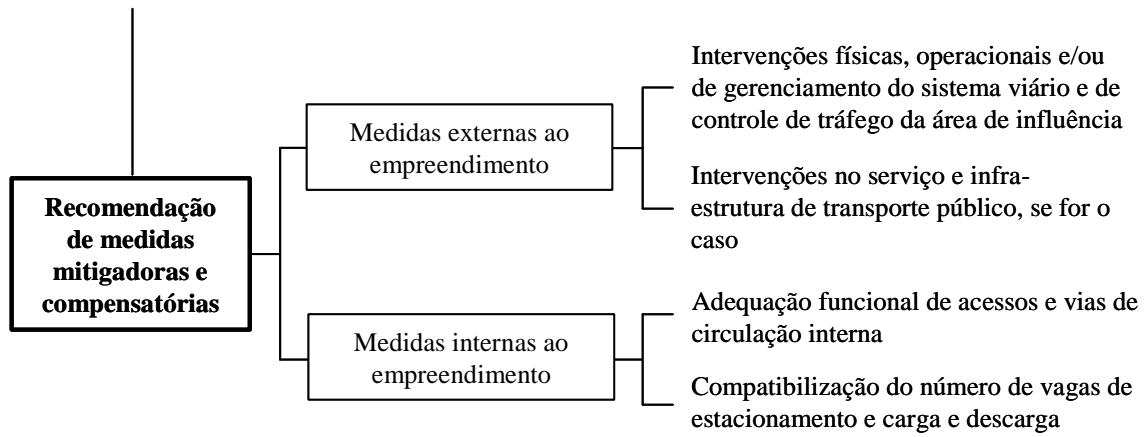 Recomendação
de medidas
mitigadoras e
compensatórias
Medidas externas ao
empreendimento
Intervenções físicas, operacionais e/ou
de gerenciamento do sistema viário e de
controle de tráfego da área de influência
Intervenções no serviço e infra-
estrutura de transporte público, se for o
caso
Medidas internas ao
empreendimento
Adequação funcional de acessos e vias de
circulação interna
Compatibilização do número de vagas de
estacionamento e carga e descarga